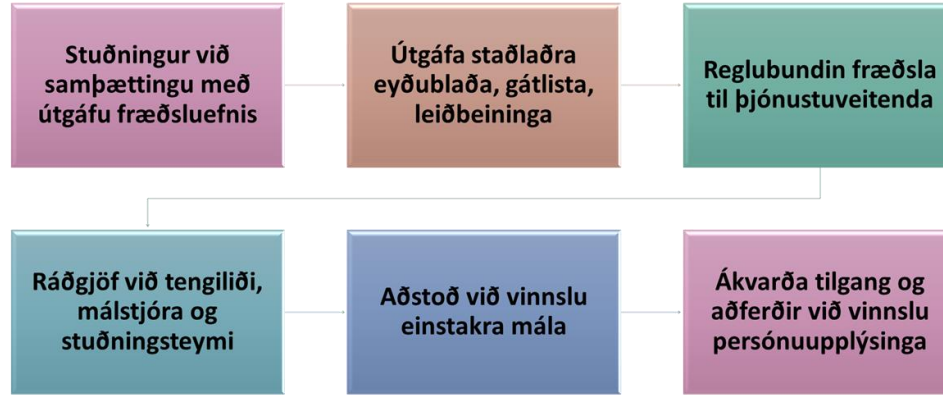 Stuðningur við
samþættingu með
útgáfu fræðsluefnis
Útgáfa staðlaðra
eyðublaða, gátlista,
leiðbeininga
Reglubundin fræðsla
til þjónustuveitenda
Ráðgjöf við tengiliði,
málstjóra og
stuðningsteymi
Aðstoð við vinnslu
einstakra mála
Ákvarða tilgang og
aðferðir við vinnslu
persónuupplýsinga